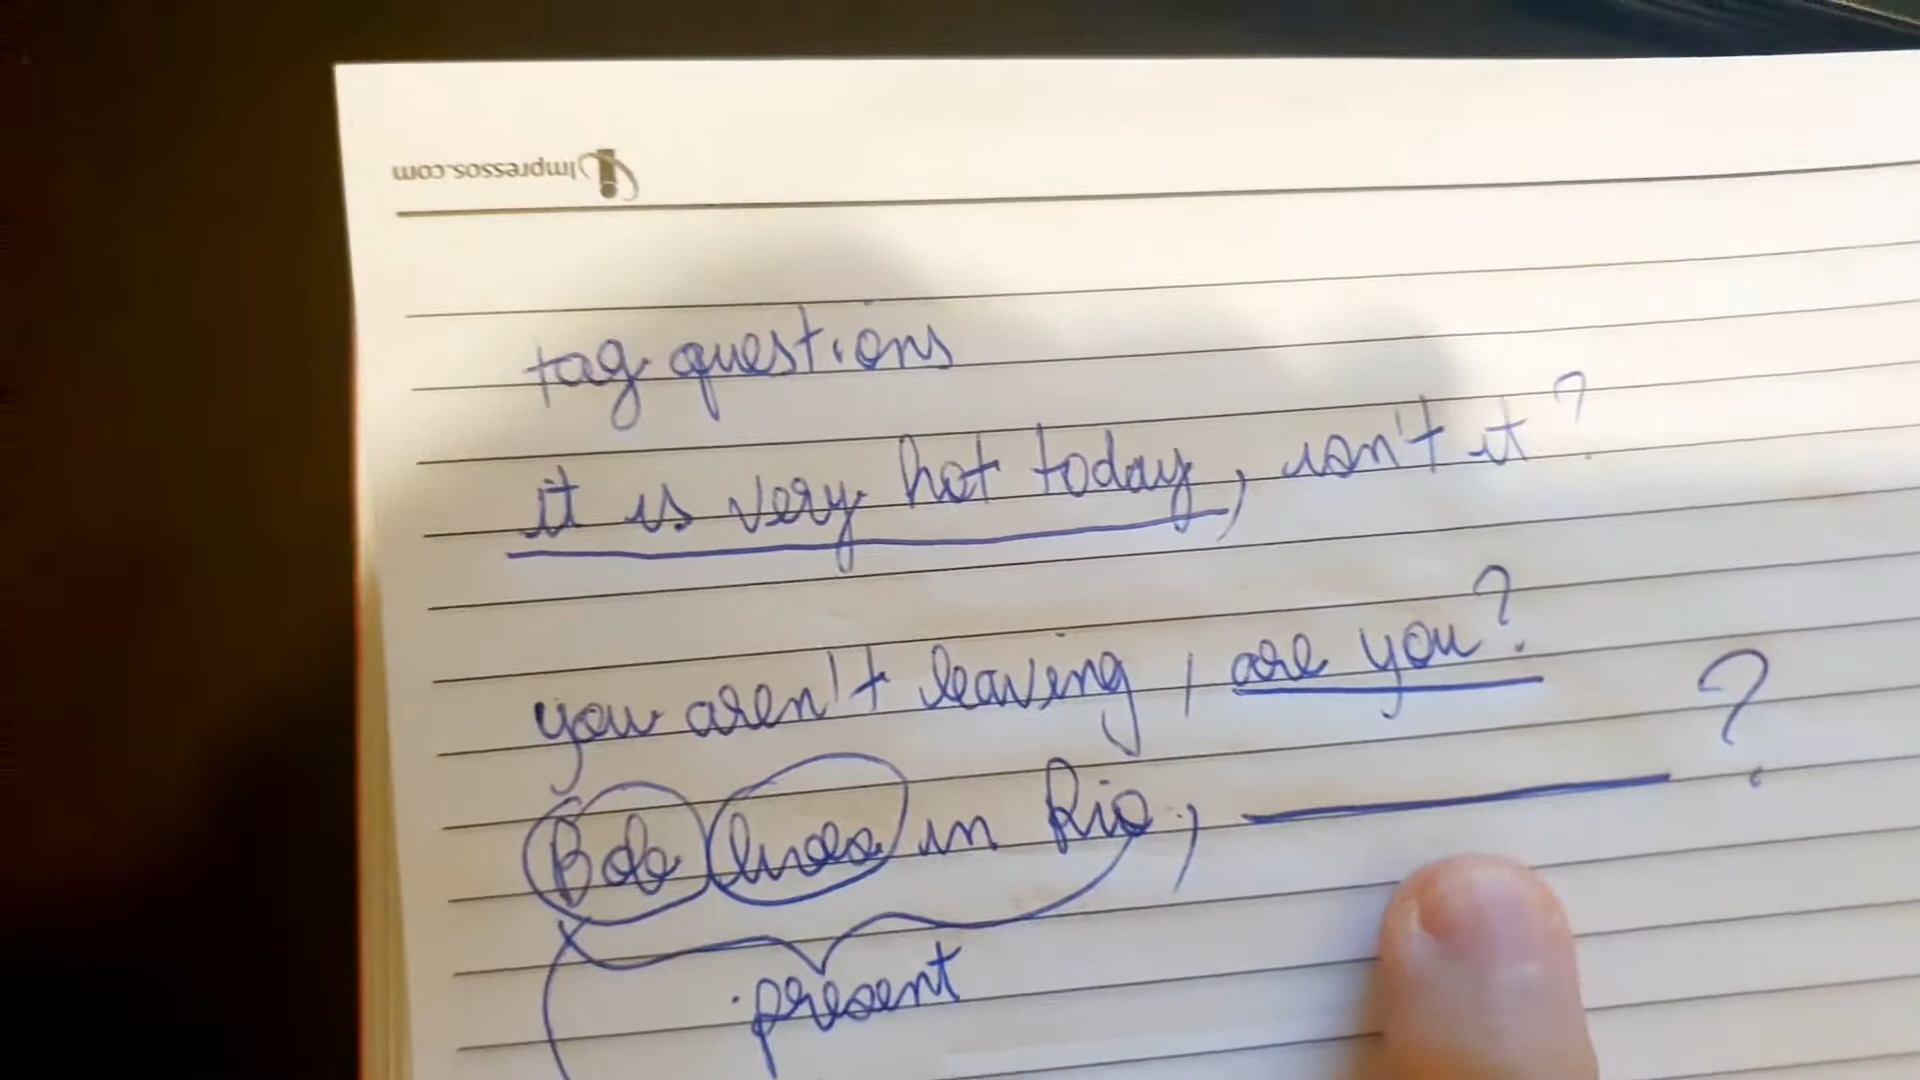 Impressos.com
tag questions
it is very hot today, isn't it?
you aren't leaving, are you?
Bob lives in Rio, ?
present